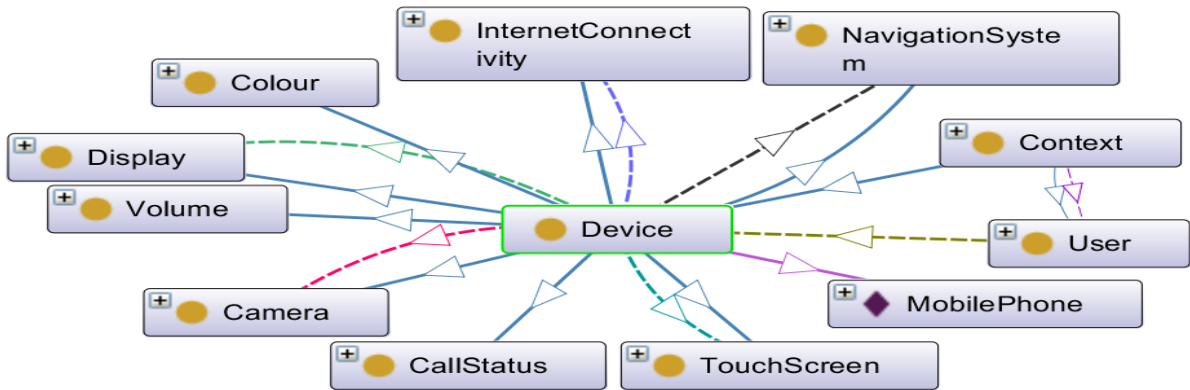 InternetConnect
ivity
NavigationSyste
m
Colour
Context
Display
Volume
Device
User
Camera
MobilePhone
CallStatus
TouchScreen